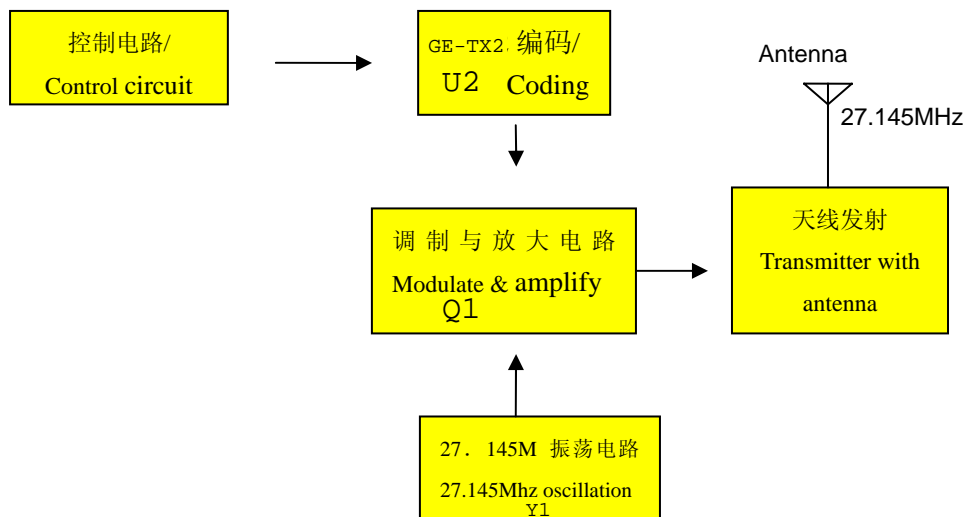 控制电路/
Control circuit
GE-TX2, 编码/
U2 Coding
Antenna
27.145MHz
调制与放大电路
Modulate & amplify
Q1
天线发射
Transmitter with
antenna
27. 145M 振荡电路
27.145Mhz oscillation
Y1